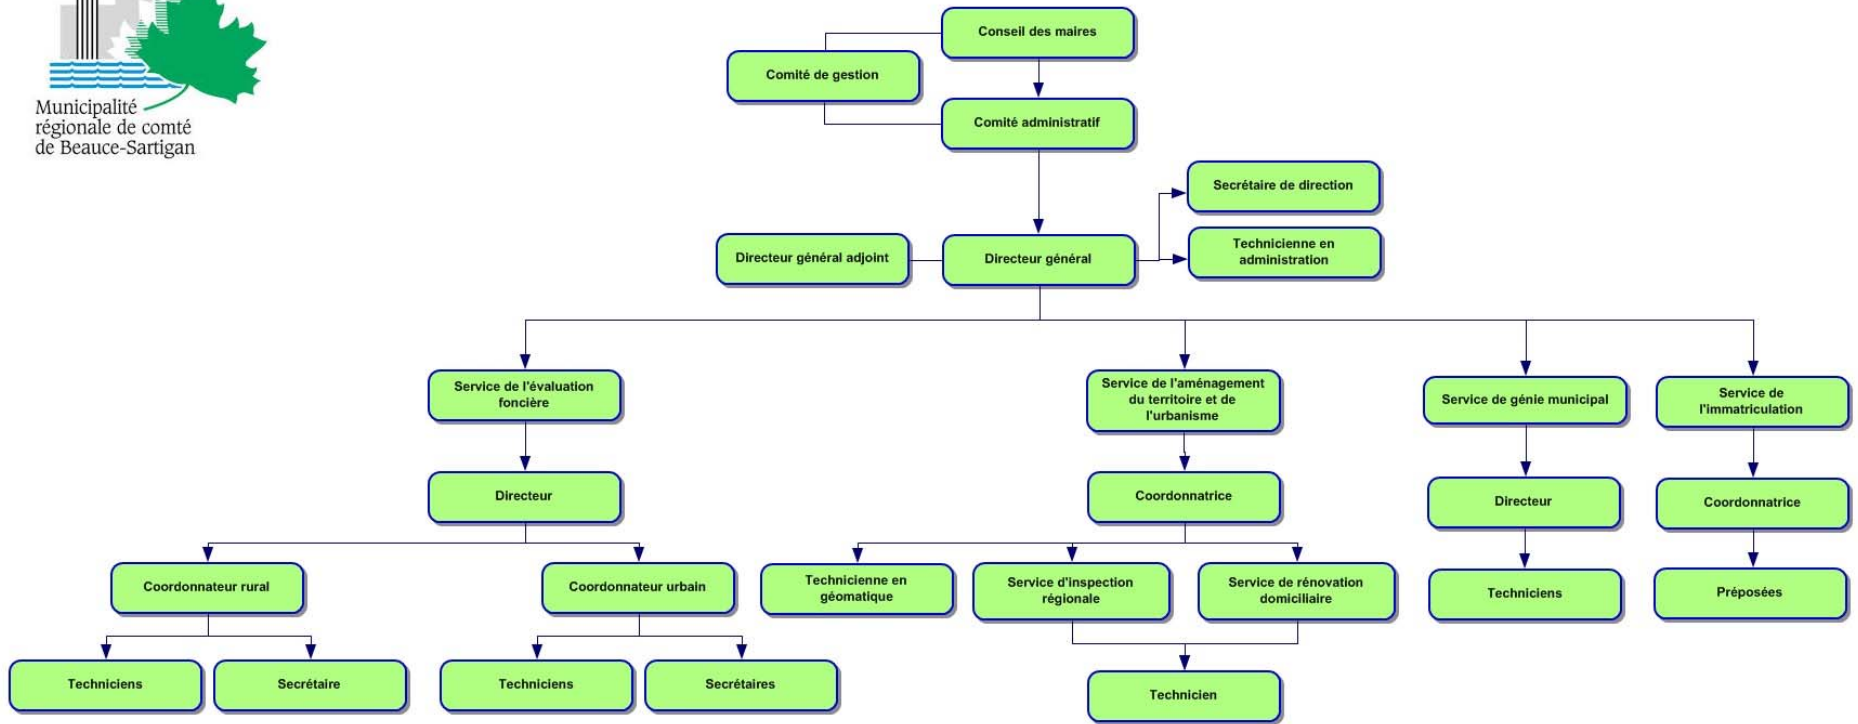 Municipalité
régionale de comté
de Beauce-Sartigan
Conseil des maires
Comité de gestion
Comité administratif
Secrétaire de direction
Directeur général adjoint
Directeur général
Technicienne en
administration
Service de l'évaluation
foncière
Service de l'aménagement
du territoire et de
l'urbanisme
Service de génie municipal
Service de
l'immatriculation
Directeur
Coordonnatrice
Directeur
Coordonnatrice
Coordonnateur rural
Coordonnateur urbain
Technicienne en
géomatique
Service d'inspection
régionale
Service de rénovation
domiciliaire
Techniciens
Préposées
Techniciens
Secrétaire
Techniciens
Secrétaires
Technicien